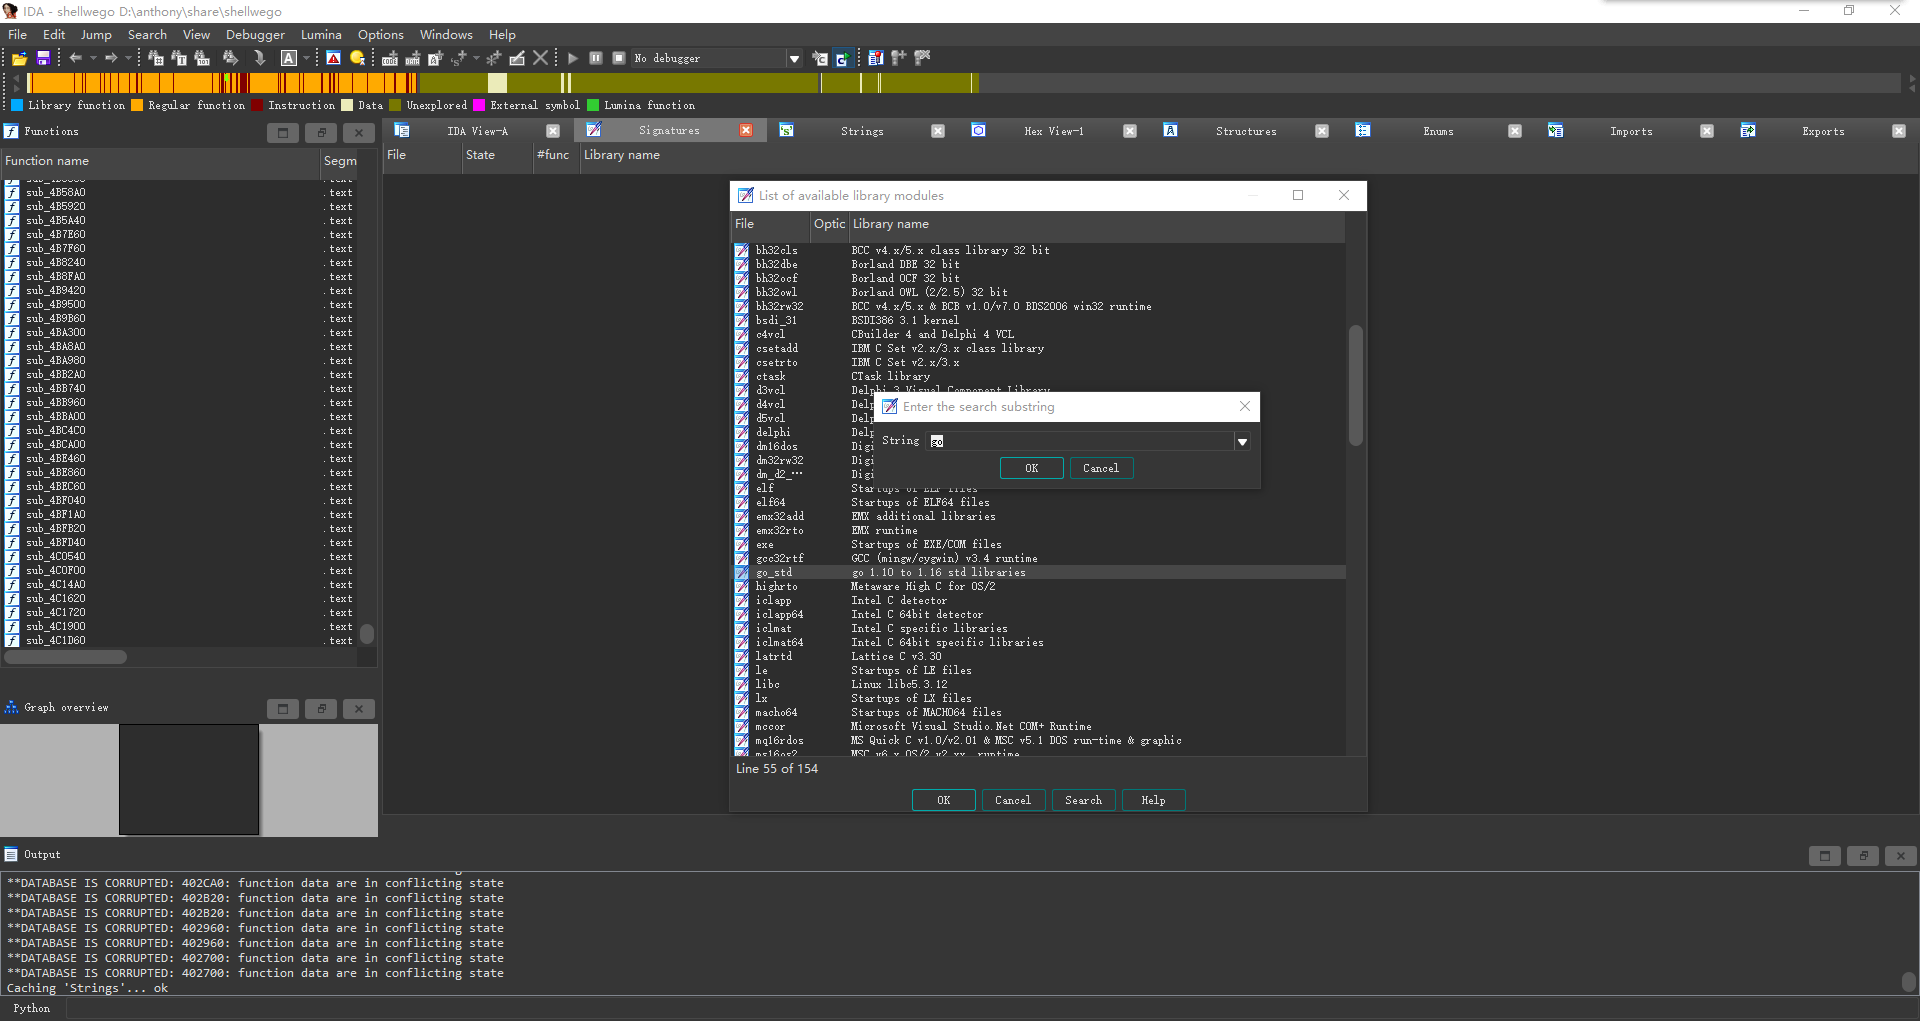 IDA - shellwego D:\anthony\share\shellwego
File Edit Jump Search View Debugger Lumina Options Windows Help
No debugger
Library function Regular function Instruction Data Unexplored External symbol Lumina function
Functions
IDA View-A Signatures Strings Hex View-1 Structures Enums Imports Exports
Function name Segm
File State #func Library name
sub_4B58A0 .text
sub_4B5920 .text
sub_4B5A40 .text
sub_4B7E60 .text
sub_4B7F60 .text
sub_4B8240 .text
sub_4B8FA0 .text
sub_4B9420 .text
sub_4B9500 .text
sub_4B9B60 .text
sub_4BA300 .text
sub_4BA8A0 .text
sub_4BA980 .text
sub_4BB2A0 .text
sub_4BB740 .text
sub_4BB960 .text
sub_4BBA00 .text
sub_4BC4C0 .text
sub_4BCA00 .text
sub_4BE460 .text
sub_4BE860 .text
sub_4BEC60 .text
sub_4BF040 .text
sub_4BF1A0 .text
sub_4BFB20 .text
sub_4BFD40 .text
sub_4C0540 .text
sub_4C0F00 .text
sub_4C14A0 .text
sub_4C1620 .text
sub_4C1720 .text
sub_4C1900 .text
sub_4C1D60 .text
List of available library modules
File Optic Library name
bh32cls BCC v4.x/5.x class library 32 bit
bh32dbe Borland DBE 32 bit
bh32ocf Borland OCF 32 bit
bh32owl Borland OWL (2/2.5) 32 bit
bh32rw32 BCC v4.x/5.x & BCB v1.0/v7.0 BDS2006 win32 runtime
bsdi_31 BSDI386 3.1 kernel
c4vcl CBuilder 4 and Delphi 4 VCL
csetadd IBM C Set v2.x/3.x class library
csetrto IBM C Set v2.x/3.x
ctask CTask library
d3vcl Delphi 3 Visual Component Library
d4vcl Delp
d5vcl Delp
delphi Delp
dm16dos Digi
dm32rw32 Digi
dm_d2_... Digi
elf Startups of ELF files
elf64 Startups of ELF64 files
emx32add EMX additional libraries
emx32rto EMX runtime
exe Startups of EXE/COM files
gcc32rtf GCC (mingw/cygwin) v3.4 runtime
go_std go 1.10 to 1.16 std libraries
highrto Metaware High C for OS/2
iclapp Intel C detector
iclapp64 Intel C 64bit detector
iclmat Intel C specific libraries
iclmat64 Intel C 64bit specific libraries
latrtd Lattice C v3.30
le Startups of LE files
libc Linux libc5.3.12
lx Startups of LX files
macho64 Startups of MACHO64 files
mccor Microsoft Visual Studio.Net COM+ Runtime
mq16rdos MS Quick C v1.0/v2.01 & MSC v5.1 DOS run-time & graphic
ms16os2 MSC v6.x OS/2 v2.xx runtime
Line 55 of 154
OK Cancel Search Help
Enter the search substring
String go
OK Cancel
Graph overview
Output
**DATABASE IS CORRUPTED: 402CA0: function data are in conflicting state
**DATABASE IS CORRUPTED: 402B20: function data are in conflicting state
**DATABASE IS CORRUPTED: 402B20: function data are in conflicting state
**DATABASE IS CORRUPTED: 402960: function data are in conflicting state
**DATABASE IS CORRUPTED: 402960: function data are in conflicting state
**DATABASE IS CORRUPTED: 402700: function data are in conflicting state
**DATABASE IS CORRUPTED: 402700: function data are in conflicting state
Caching 'Strings'... ok
Python